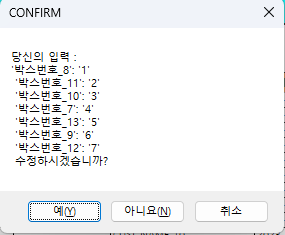 CONFIRM
당신의 입력 :
'박스번호_8': '1'
'박스번호_11': '2'
'박스번호_10': '3'
'박스번호_7': '4'
'박스번호_13': '5'
'박스번호_9': '6'
'박스번호_12': '7'
수정하시겠습니까?
예(Y) 아니요(N) 취소